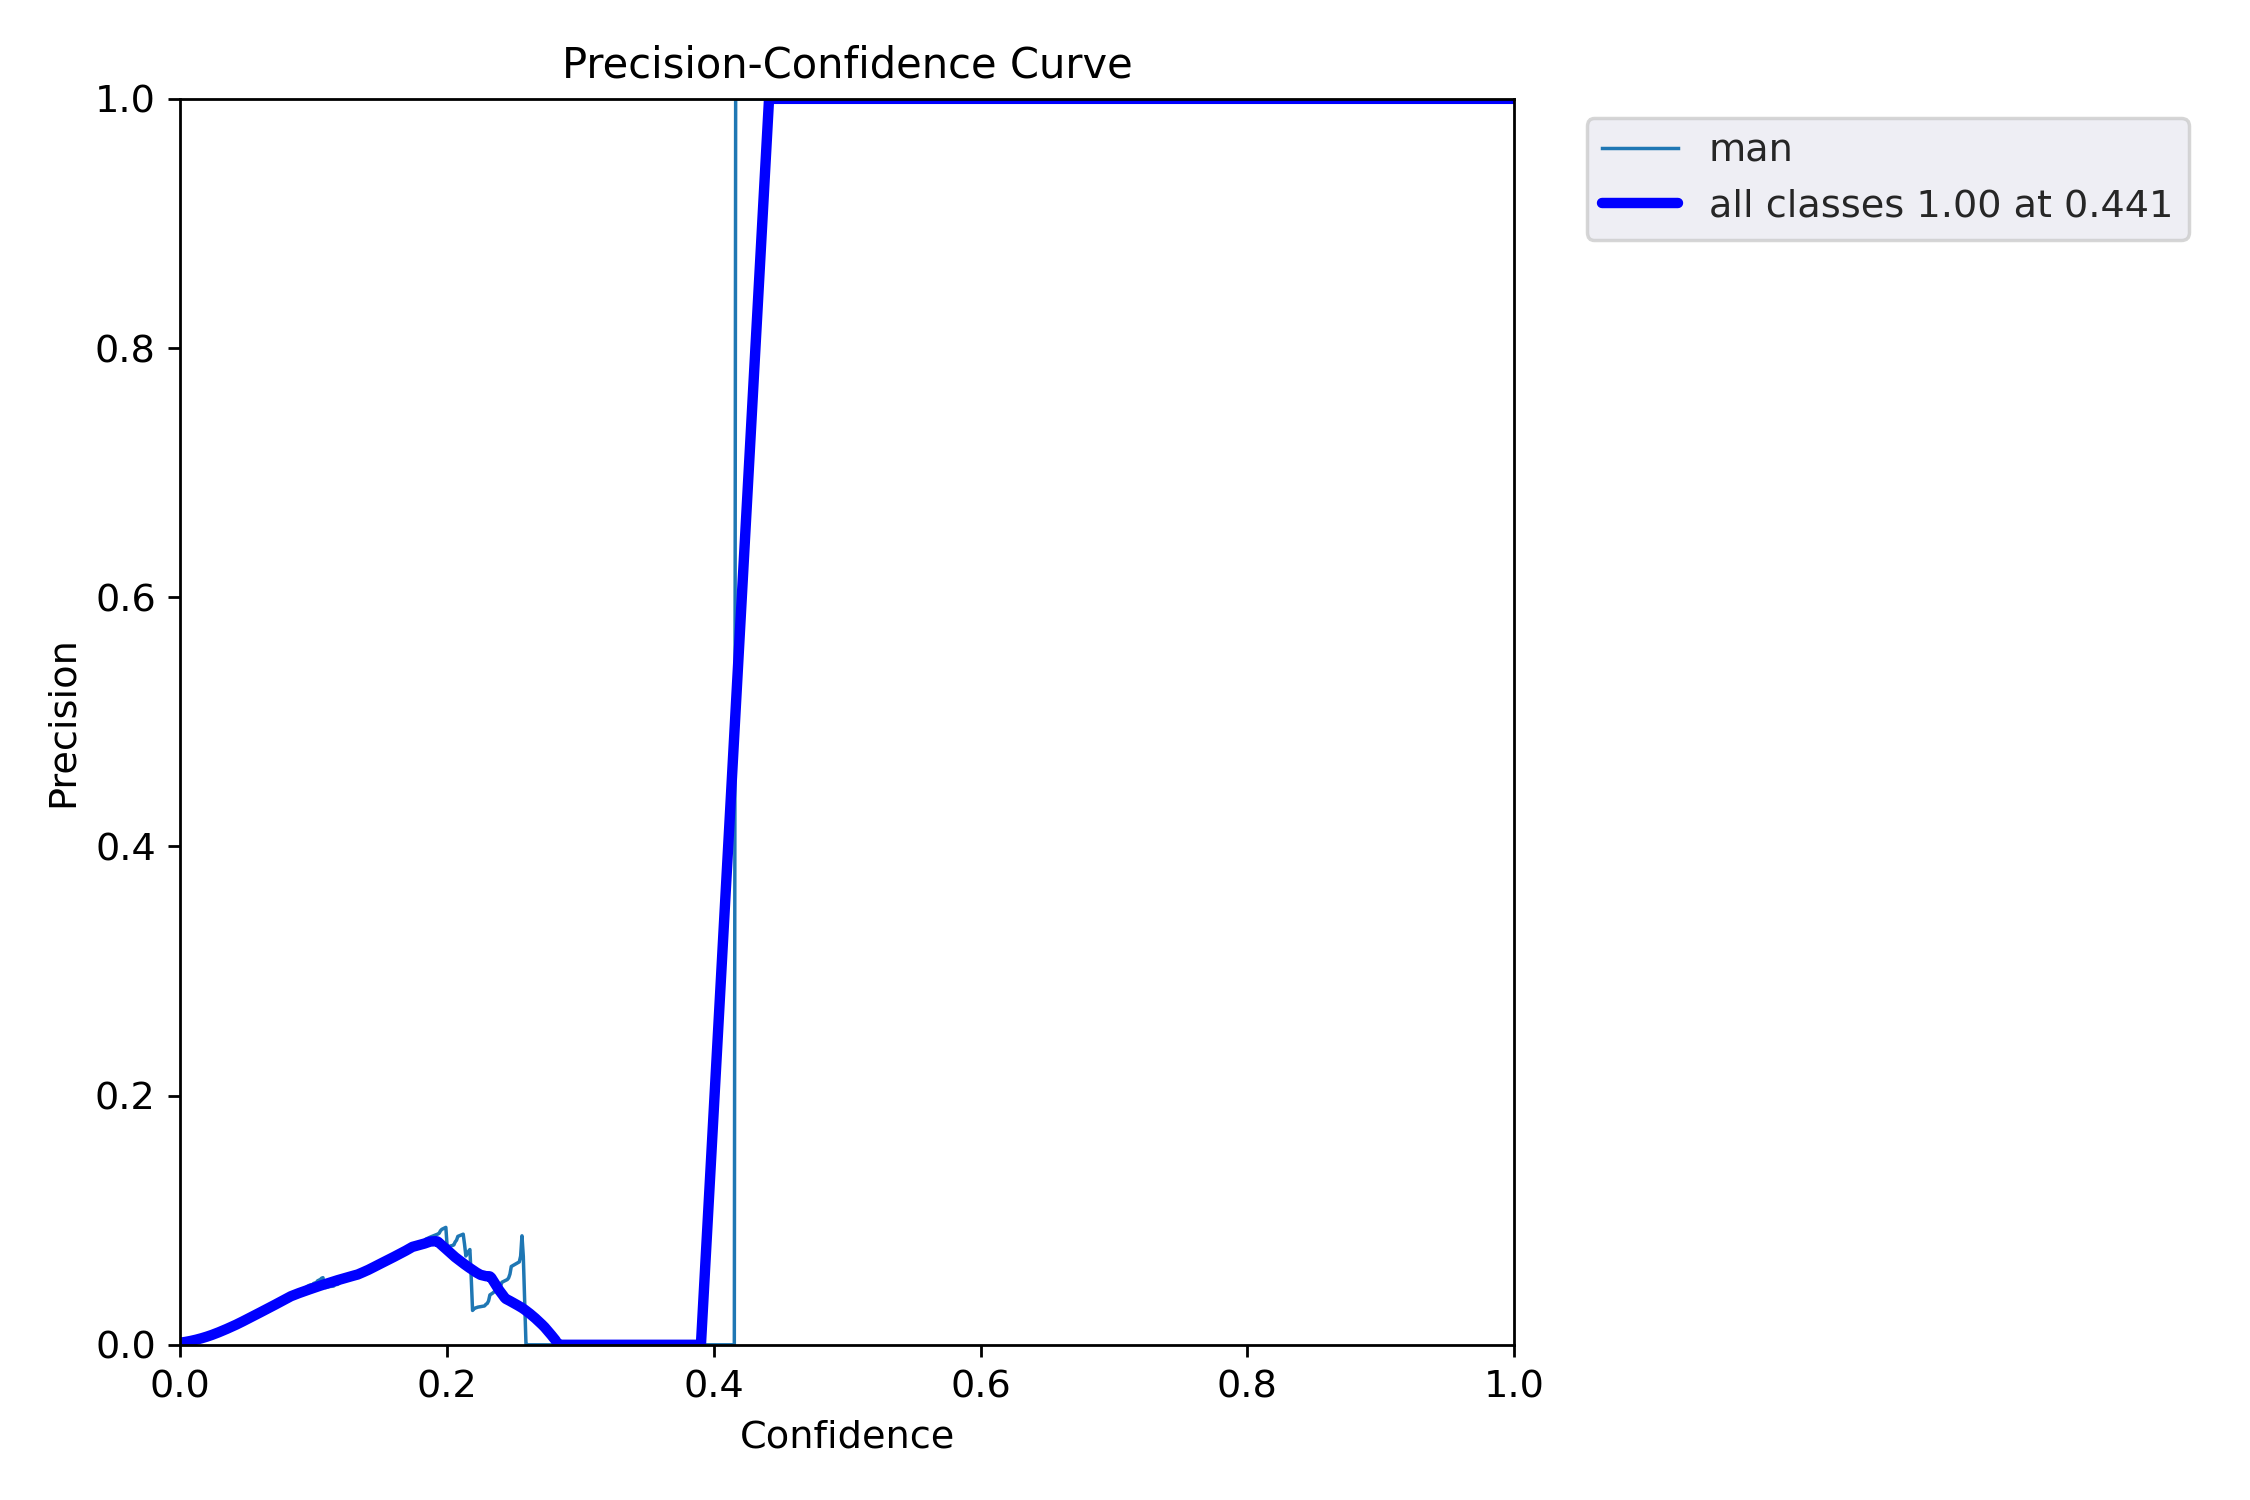 Precision-Confidence Curve
1.0
0.8
0.6
0.4
0.2
0.0
Precision
0.0 0.2 0.4 0.6 0.8 1.0
Confidence
man
all classes 1.00 at 0.441